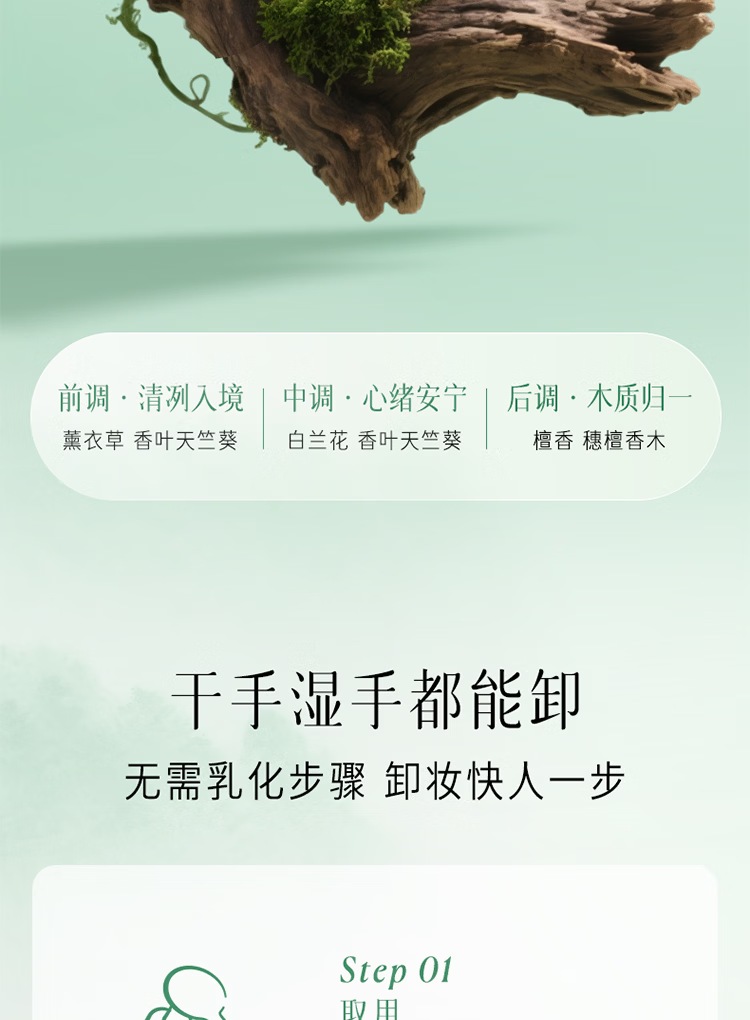 前调 · 清冽入境
薰衣草 香叶天竺葵
中调 · 心绪安宁
白兰花 香叶天竺葵
后调 · 木质归一
檀香 穗檀香木
干手湿手都能卸
无需乳化步骤 卸妆快人一步
Step 01
取用